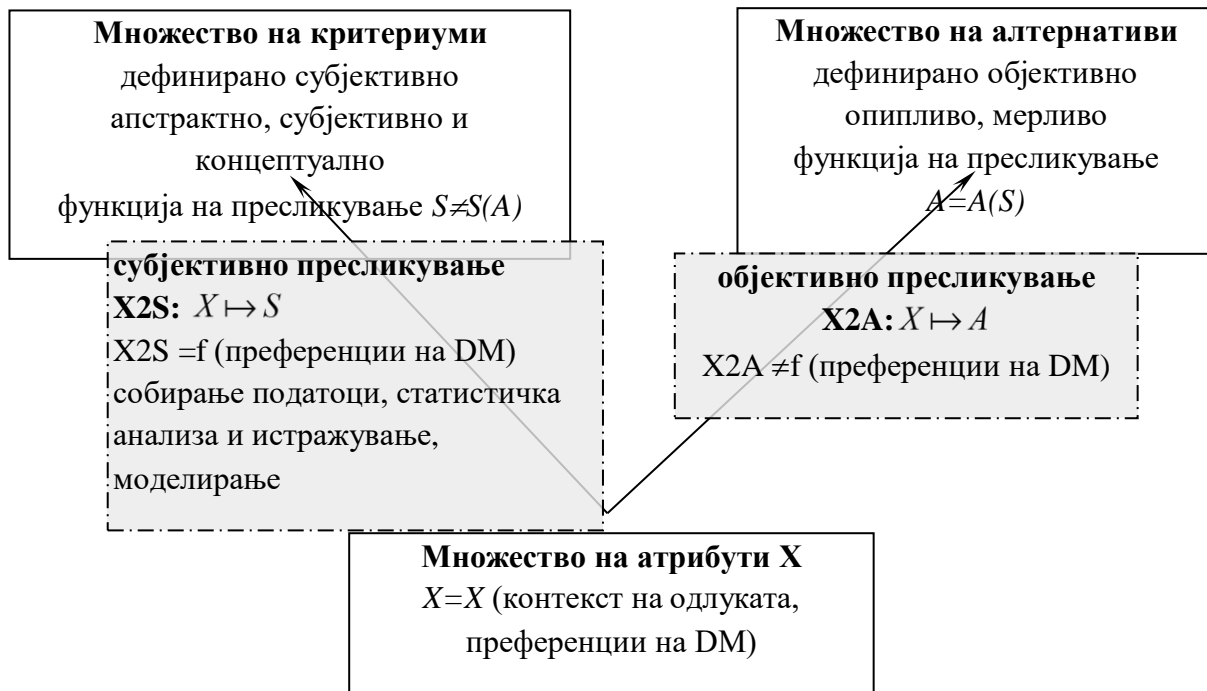 Множество на критериуми
дефинирано субјективно
апстрактно, субјективно и
концептуално
функција на пресликување S≠S(A)
Множество на алтернативи
дефинирано објективно
опипливо, мерливо
функција на пресликување
A=A(S)
субјективно пресликување
X2S: X ↦ S
X2S =f (преференции на DM)
собирање податоци, статистичка
анализа и истражување,
моделирање
објективно пресликување
X2A: X ↦ A
X2A ≠f (преференции на DM)
Множество на атрибути X
X=X (контекст на одлуката,
преференции на DM)